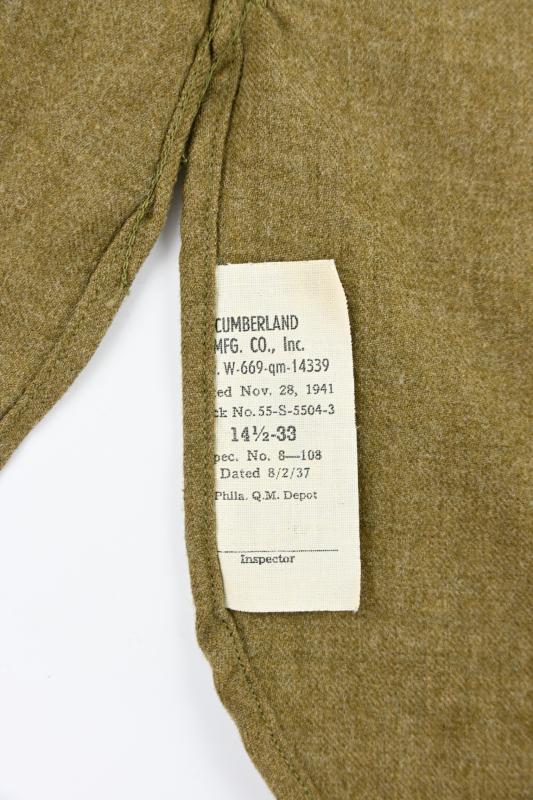 CUMBERLAND
MFG. CO., Inc.
. W-669-qm-14339
ed Nov. 28, 1941
ck No. 55-S-5504-3
14½-33
pec. No. 8—108
Dated 8/2/37
Phila. Q.M. Depot
Inspector